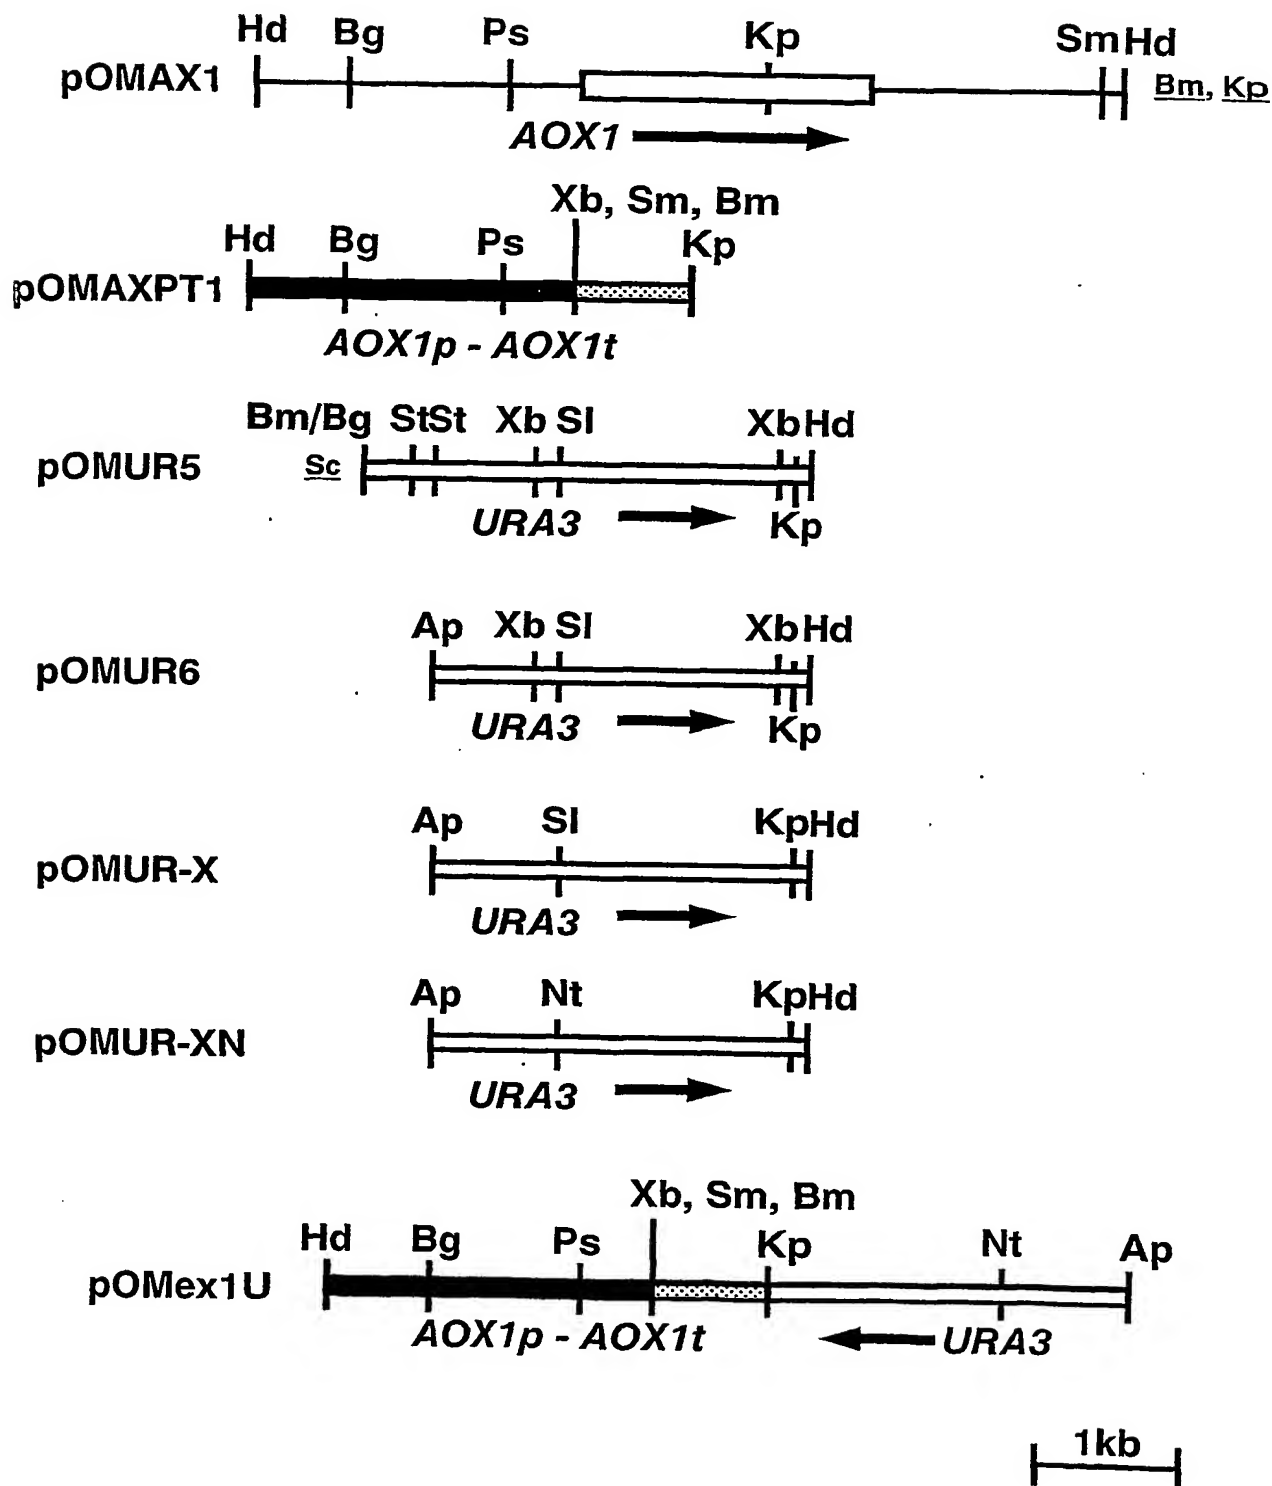 Hd Bg Ps Kp Sm Hd
pOMAX1 Bm, Kp
AOX1
Xb, Sm, Bm
Hd Bg Ps Kp
pOMAXPT1
AOX1p - AOX1t
Bm/Bg St St Xb Sl Xb Hd
pOMUR5 Sc
URA3 Kp
Ap Xb Sl Xb Hd
pOMUR6
URA3 Kp
Ap Sl Kp Hd
pOMUR-X
URA3
Ap Nt Kp Hd
pOMUR-XN
URA3
Xb, Sm, Bm
Hd Bg Ps Kp Nt Ap
pOMex1U
AOX1p - AOX1t URA3
1kb